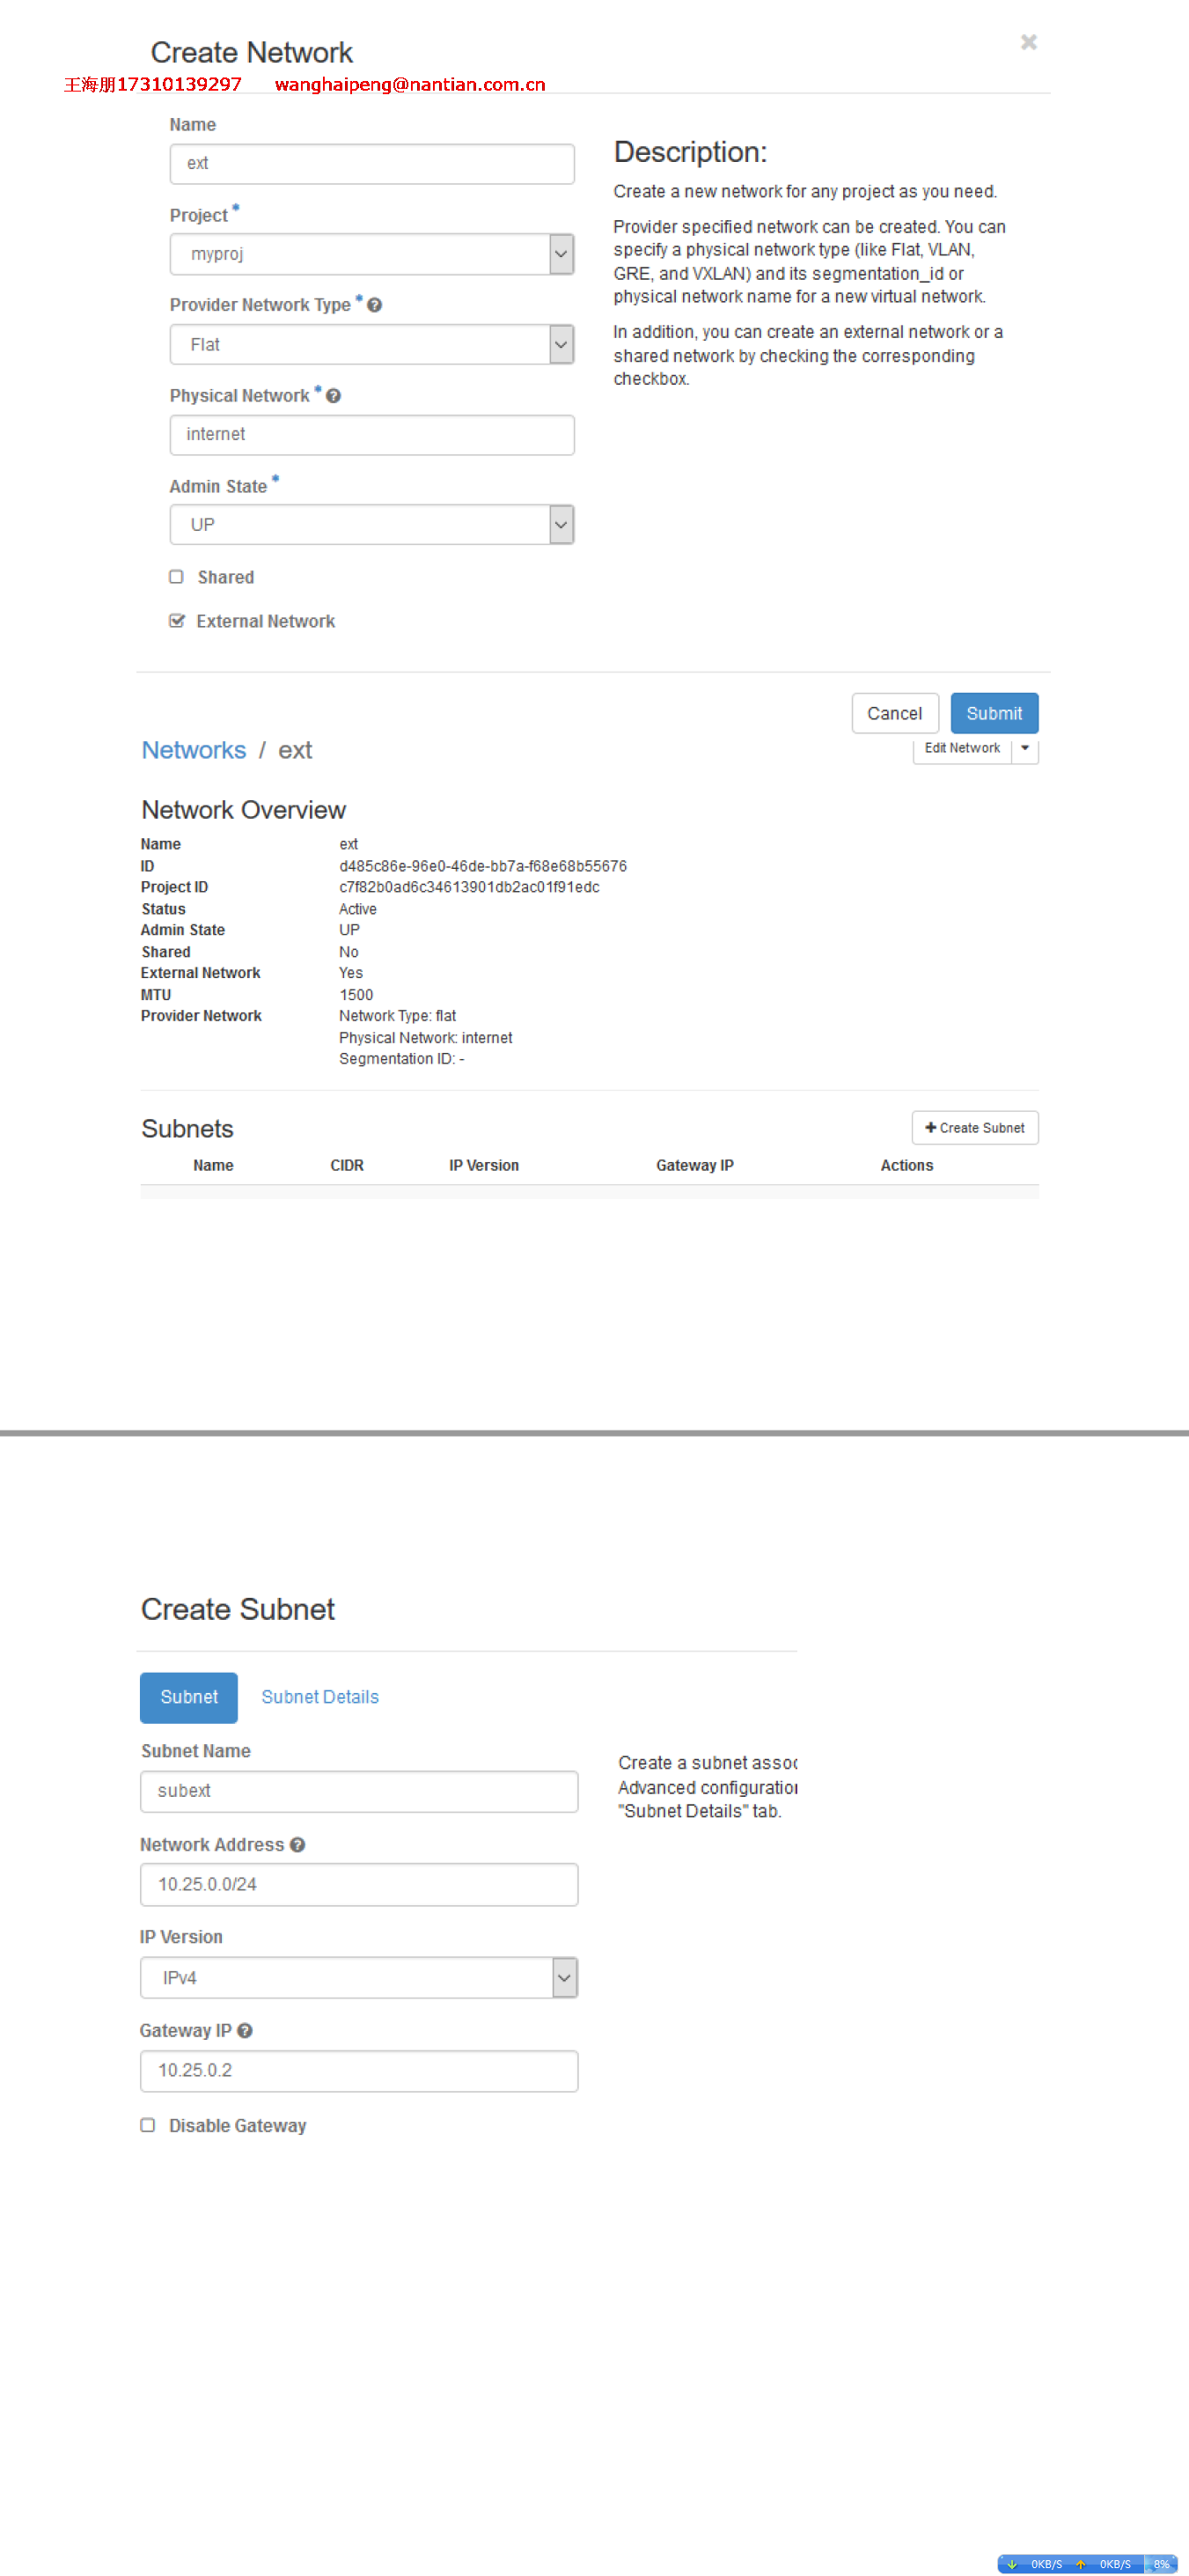 Create Network
王海朋17310139297 wanghaipeng@nantian.com.cn
Name
ext
Project *
myproj
Provider Network Type *
Flat
Physical Network *
internet
Admin State *
UP
Shared
External Network
Description:
Create a new network for any project as you need.
Provider specified network can be created. You can
specify a physical network type (like Flat, VLAN,
GRE, and VXLAN) and its segmentation_id or
physical network name for a new virtual network.
In addition, you can create an external network or a
shared network by checking the corresponding
checkbox.
Cancel Submit
Networks / ext
Edit Network
Network Overview
Name ext
ID d485c86e-96e0-46de-bb7a-f68e68b55676
Project ID c7f82b0ad6c34613901db2ac01f91edc
Status Active
Admin State UP
Shared No
External Network Yes
MTU 1500
Provider Network Network Type: flat
Physical Network: internet
Segmentation ID: -
Subnets
+ Create Subnet
Name CIDR IP Version Gateway IP Actions
Create Subnet
Subnet Subnet Details
Subnet Name
subext
Network Address
10.25.0.0/24
IP Version
IPv4
Gateway IP
10.25.0.2
Disable Gateway
Create a subnet assoc
Advanced configuration
"Subnet Details" tab.
0KB/S 0KB/S 8%